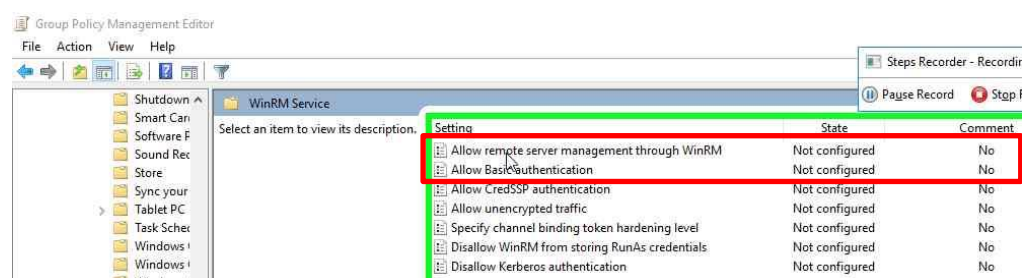 Group Policy Management Editor
File Action View Help
Steps Recorder - Recordin
Pause Record Stop R
Shutdown
WinRM Service
Smart Car
Select an item to view its description.
Setting State Comment
Software P
Sound Rec
Store
Sync your
Tablet PC
Task Sched
Windows
Windows
Allow remote server management through WinRM Not configured No
Allow Basic authentication Not configured No
Allow CredSSP authentication Not configured No
Allow unencrypted traffic Not configured No
Specify channel binding token hardening level Not configured No
Disallow WinRM from storing RunAs credentials Not configured No
Disallow Kerberos authentication Not configured No